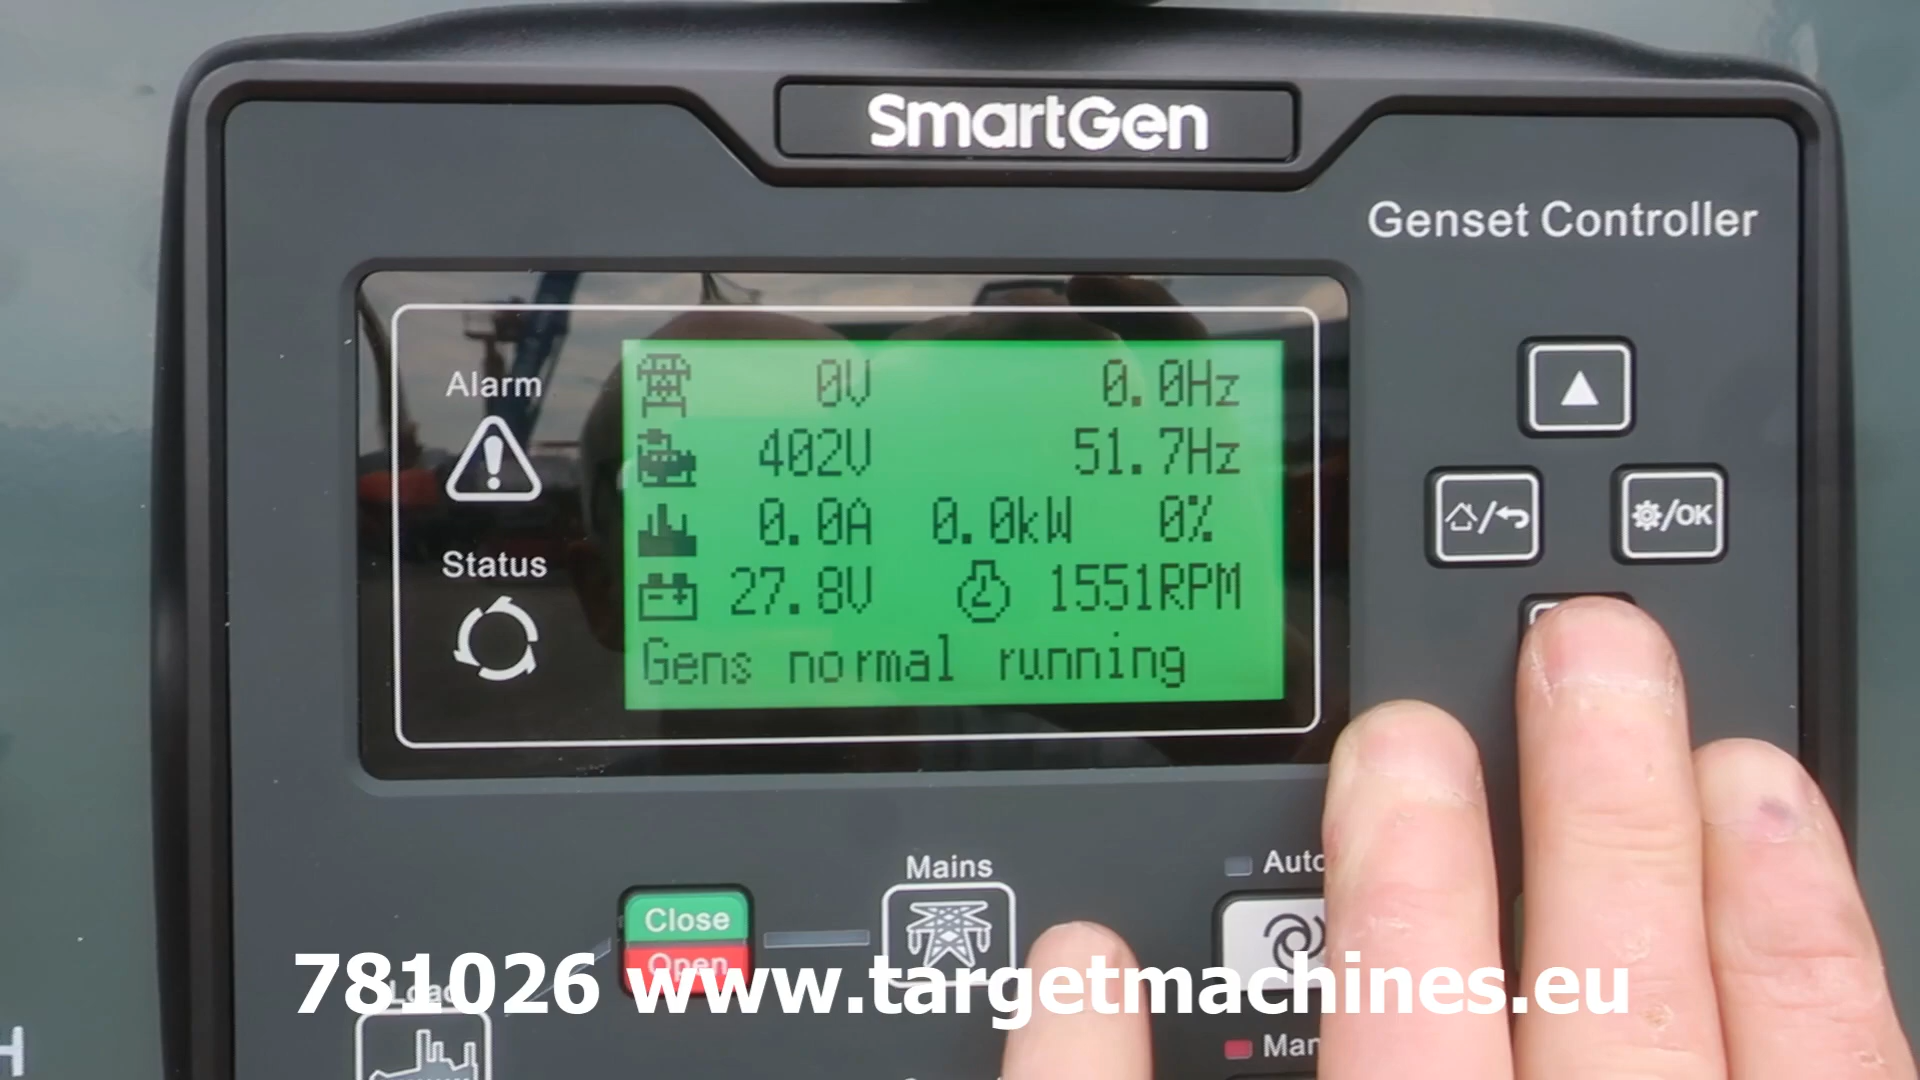 SmartGen
Genset Controller
Alarm
Status
0V 0.0Hz
402V 51.7Hz
0.0A 0.0kW 0%
27.8V 1551RPM
Gens normal running
/OK
Mains
Auto
Close
Open
Load
781026 www.targetmachines.eu
Man
H